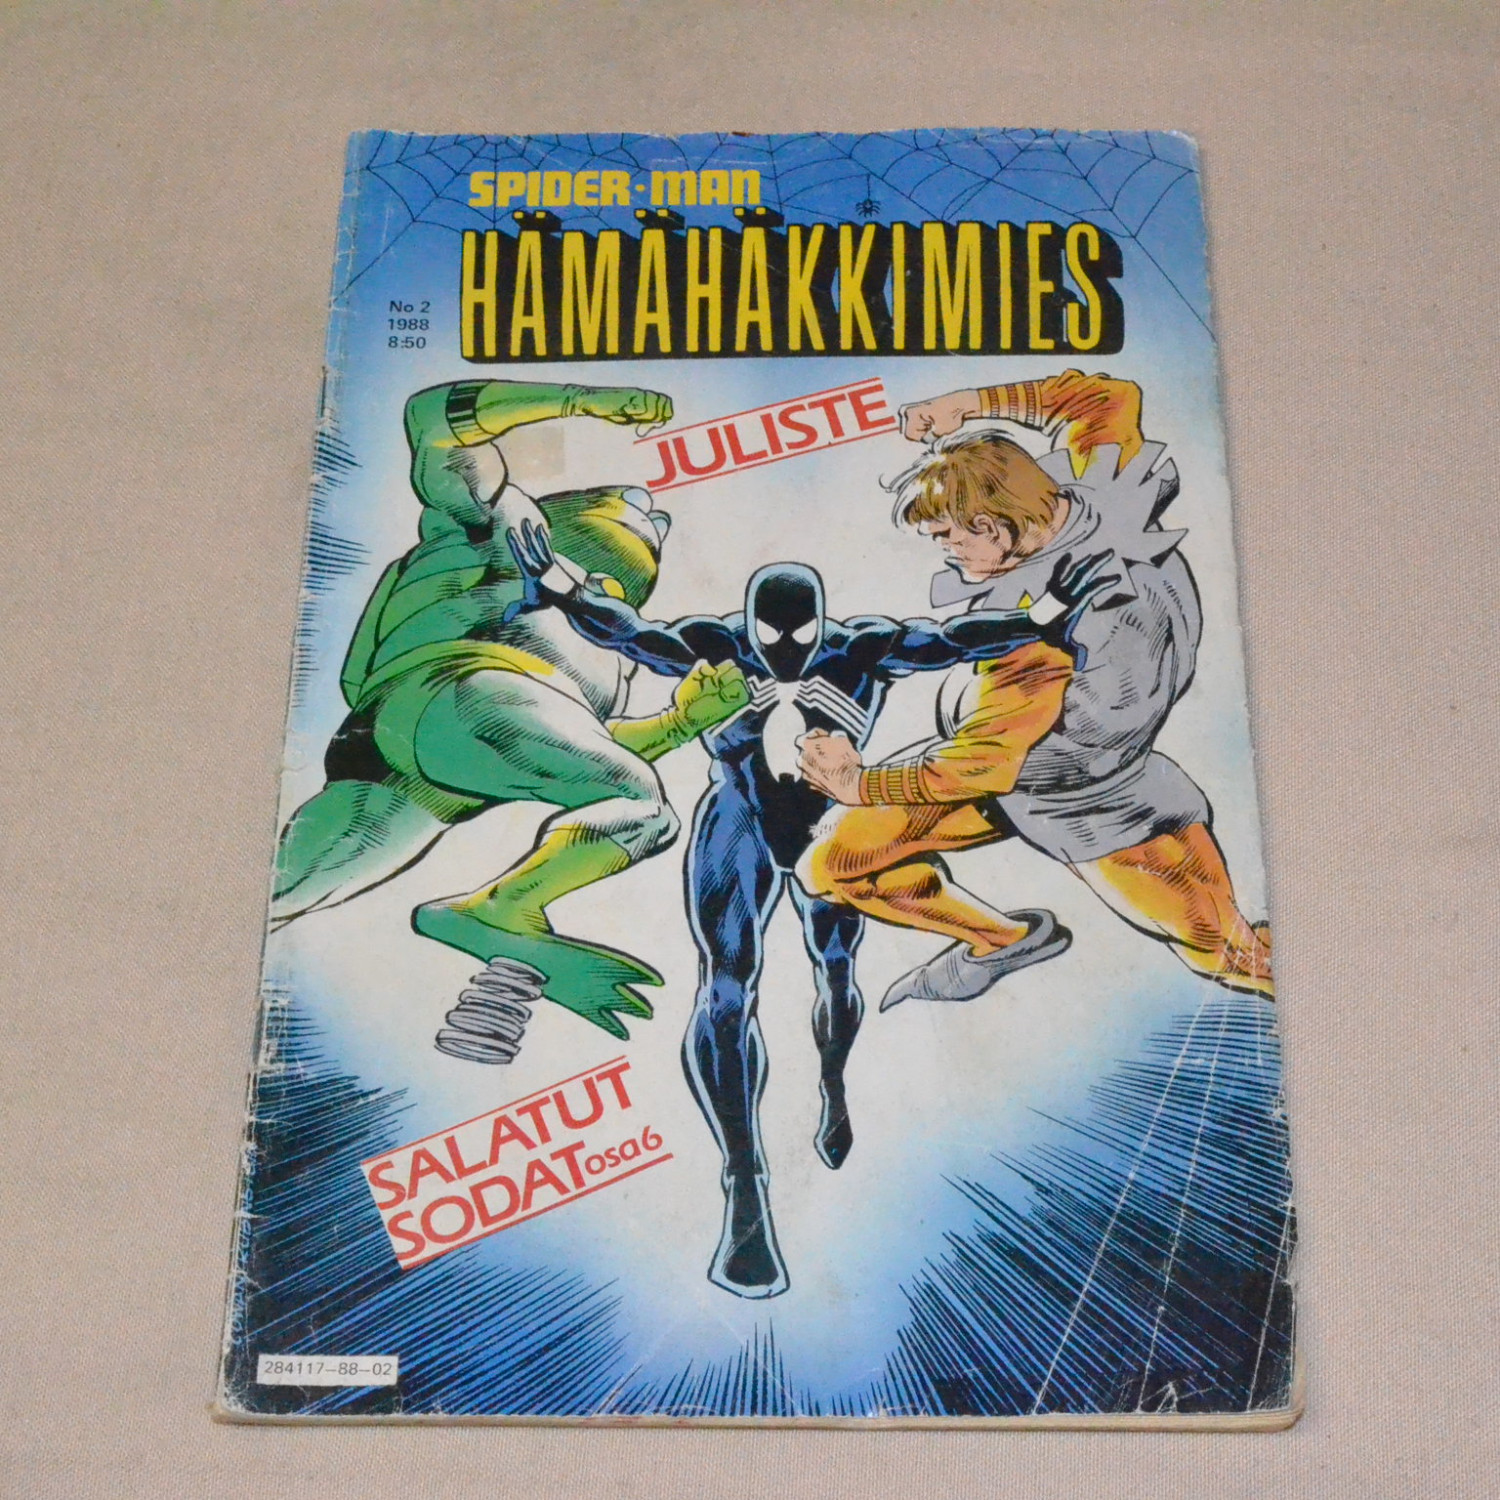 SPIDER-MAN
HÄMÄHÄKKIMIES
No 2
1988
8:50
JULISTE
SALATUT
SODAT osa 6
284117-88-02